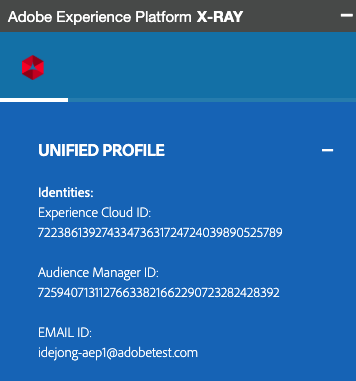 Adobe Experience Platform X-RAY
UNIFIED PROFILE
Identities:
Experience Cloud ID:
72238613927433473631724724039890525789
Audience Manager ID:
72594071311276633821662290723282428392
EMAIL ID:
idejong-aep1@adobetest.com